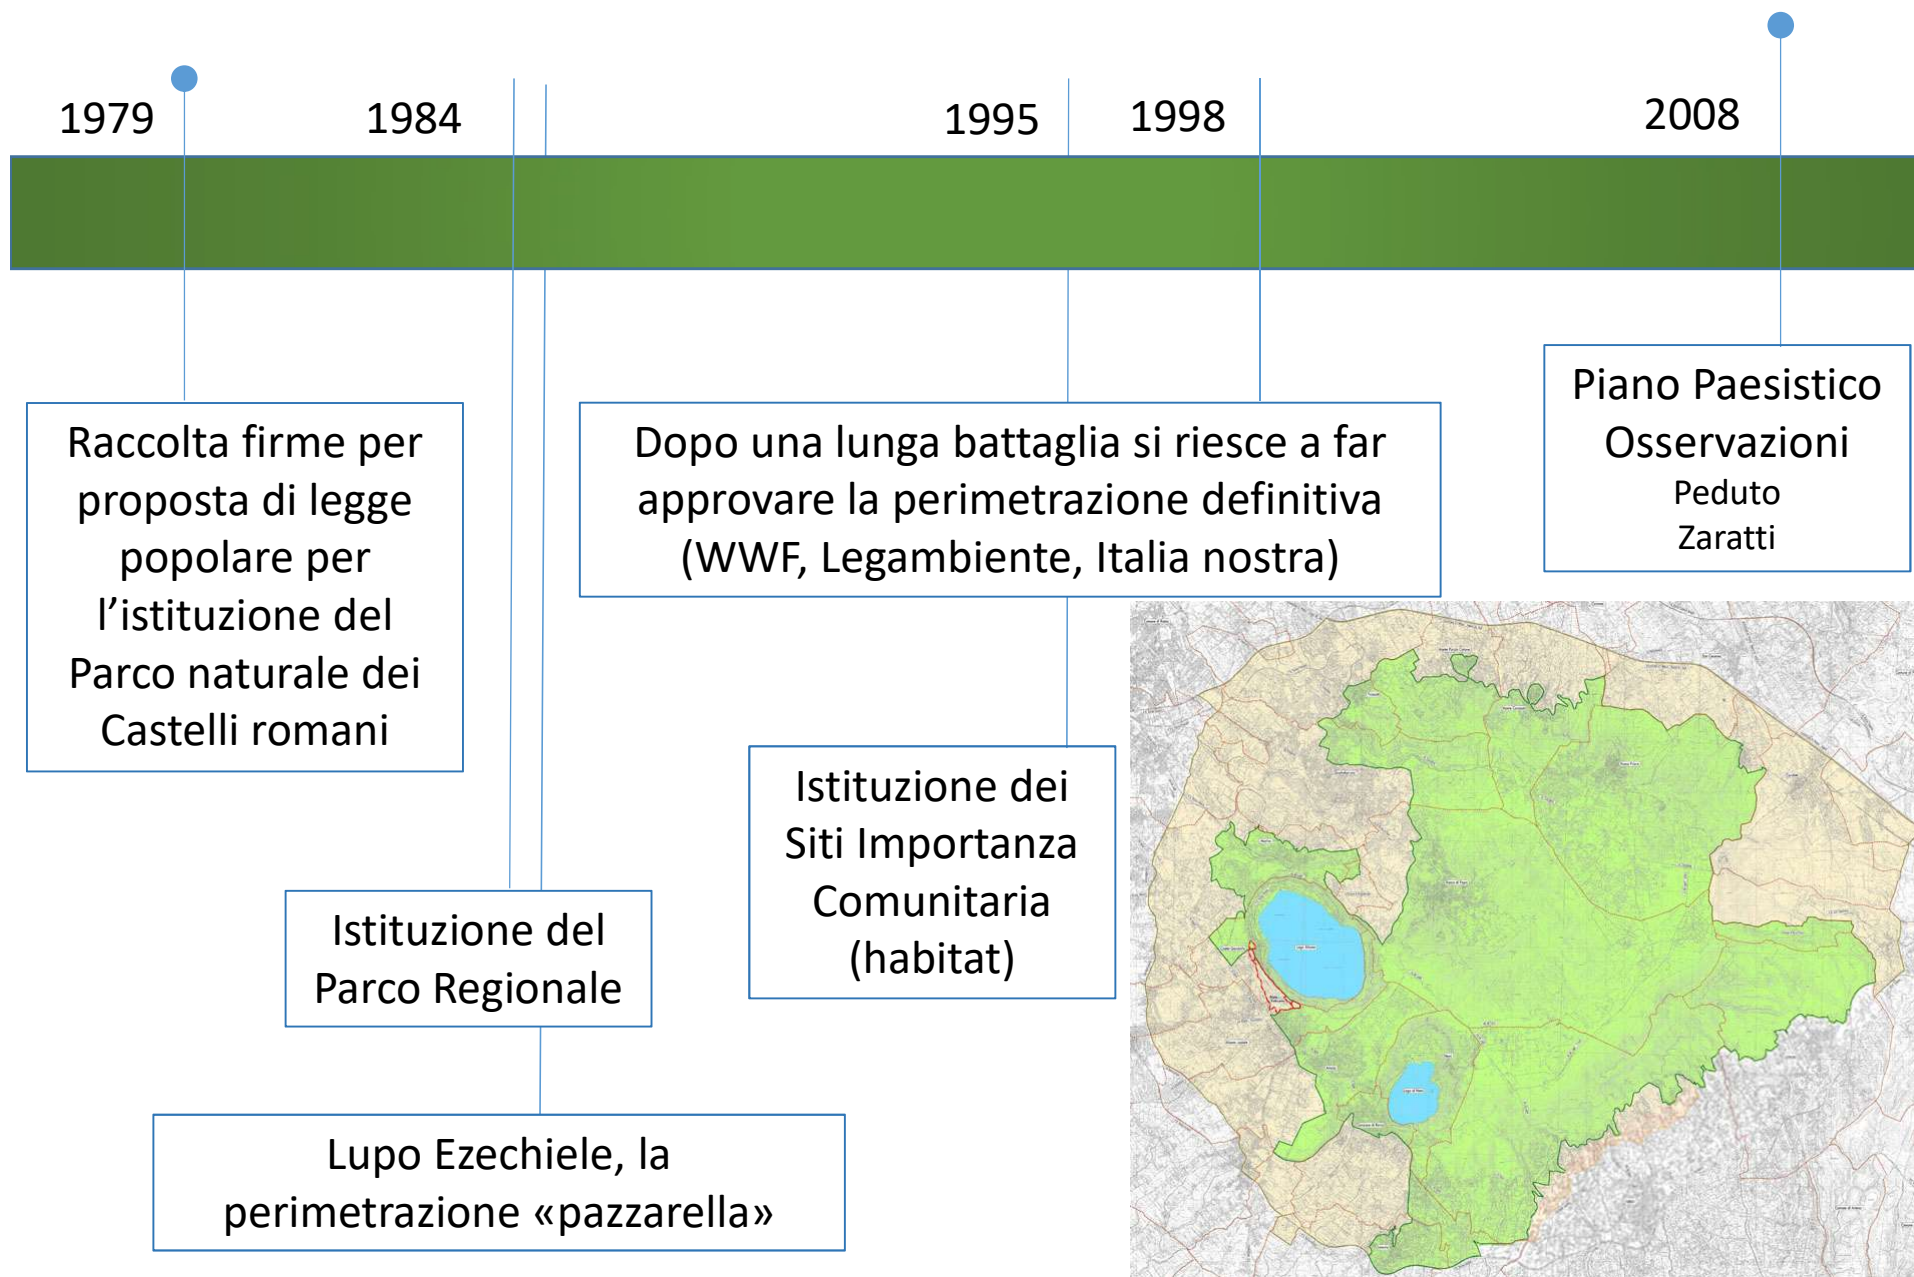 1979
1984
1995
1998
2008
Raccolta firme per
proposta di legge
popolare per
l’istituzione del
Parco naturale dei
Castelli romani
Dopo una lunga battaglia si riesce a far
approvare la perimetrazione definitiva
(WWF, Legambiente, Italia nostra)
Piano Paesistico
Osservazioni
Peduto
Zaratti
Istituzione dei
Siti Importanza
Comunitaria
(habitat)
Istituzione del
Parco Regionale
Lupo Ezechiele, la
perimetrazione «pazzarella»